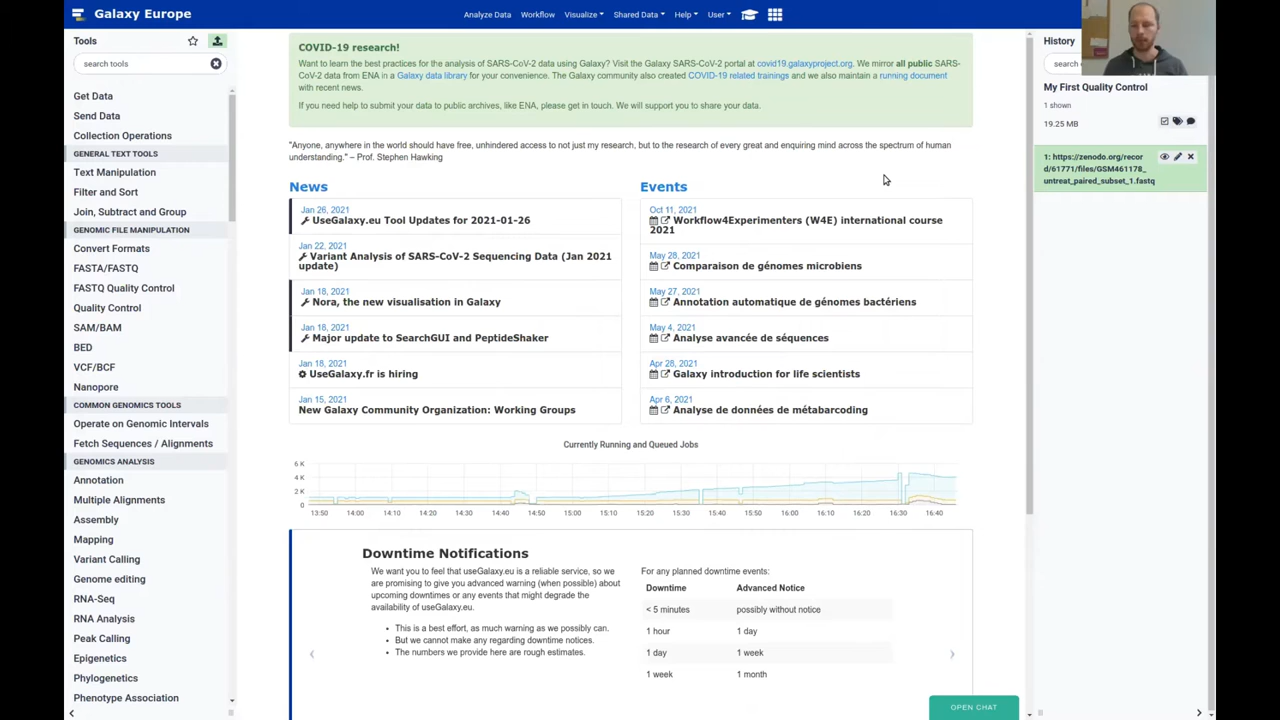 Galaxy Europe
Analyze Data Workflow Visualize Shared Data Help User
Tools
search tools
Get Data
Send Data
Collection Operations
GENERAL TEXT TOOLS
Text Manipulation
Filter and Sort
Join, Subtract and Group
GENOMIC FILE MANIPULATION
Convert Formats
FASTA/FASTQ
FASTQ Quality Control
Quality Control
SAM/BAM
BED
VCF/BCF
Nanopore
COMMON GENOMICS TOOLS
Operate on Genomic Intervals
Fetch Sequences / Alignments
GENOMICS ANALYSIS
Annotation
Multiple Alignments
Assembly
Mapping
Variant Calling
Genome editing
RNA-Seq
RNA Analysis
Peak Calling
Epigenetics
Phylogenetics
Phenotype Association
COVID-19 research!
Want to learn the best practices for the analysis of SARS-CoV-2 data using Galaxy? Visit the Galaxy SARS-CoV-2 portal at covid19.galaxyproject.org. We mirror all public SARS-
CoV-2 data from ENA in a Galaxy data library for your convenience. The Galaxy community also created COVID-19 related trainings and we also maintain a running document
with recent news.
If you need help to submit your data to public archives, like ENA, please get in touch. We will support you to share your data.
"Anyone, anywhere in the world should have free, unhindered access to not just my research, but to the research of every great and enquiring mind across the spectrum of human
understanding." – Prof. Stephen Hawking
News
Jan 26, 2021
UseGalaxy.eu Tool Updates for 2021-01-26
Jan 22, 2021
Variant Analysis of SARS-CoV-2 Sequencing Data (Jan 2021
update)
Jan 18, 2021
Nora, the new visualisation in Galaxy
Jan 18, 2021
Major update to SearchGUI and PeptideShaker
Jan 18, 2021
UseGalaxy.fr is hiring
Jan 15, 2021
New Galaxy Community Organization: Working Groups
Events
Oct 11, 2021
Workflow4Experimenters (W4E) international course
2021
May 28, 2021
Comparaison de génomes microbiens
May 27, 2021
Annotation automatique de génomes bactériens
May 4, 2021
Analyse avancée de séquences
Apr 28, 2021
Galaxy introduction for life scientists
Apr 6, 2021
Analyse de données de métabarcoding
Currently Running and Queued Jobs
6 K
4 K
2 K
0
13:50 14:00 14:10 14:20 14:30 14:40 14:50 15:00 15:10 15:20 15:30 15:40 15:50 16:00 16:10 16:20 16:30 16:40
Downtime Notifications
We want you to feel that useGalaxy.eu is a reliable service, so we
are promising to give you advanced warning (when possible) about
upcoming downtimes or any events that might degrade the
availability of useGalaxy.eu.
This is a best effort, as much warning as we possibly can.
But we cannot make any regarding downtime notices.
The numbers we provide here are rough estimates.
For any planned downtime events:
Downtime Advanced Notice
< 5 minutes possibly without notice
1 hour 1 day
1 day 1 week
1 week 1 month
OPEN CHAT
History
search
My First Quality Control
1 shown
19.25 MB
1: https://zenodo.org/recor
d/61771/files/GSM461178_
untreat_paired_subset_1.fastq